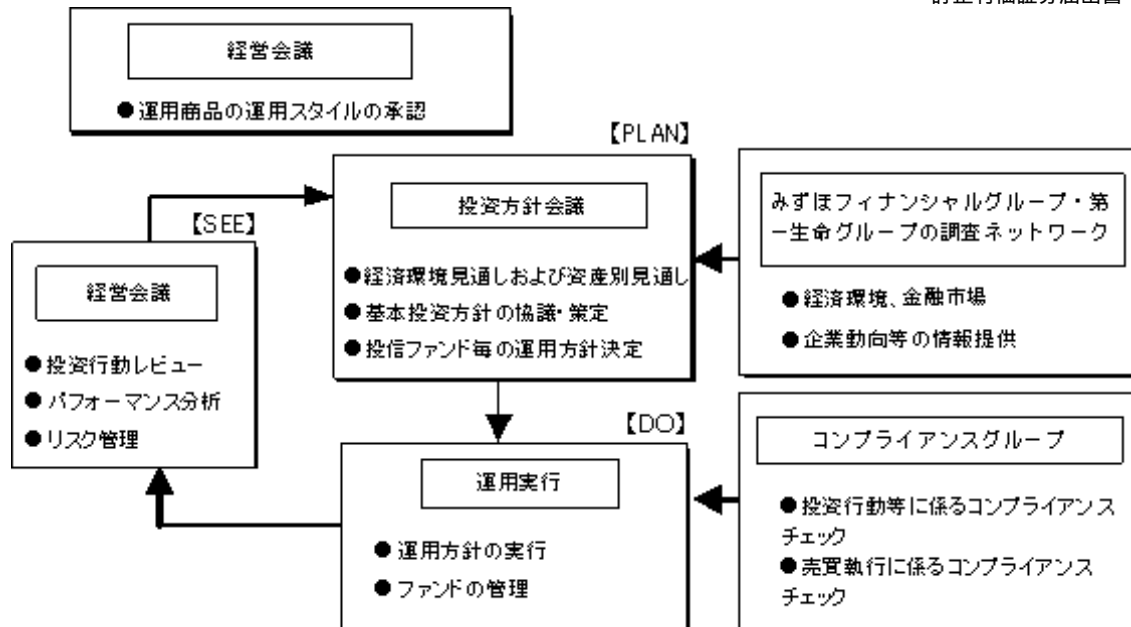 経営会議
●運用商品の運用スタイルの承認
【PLAN】
投資方針会議
●経済環境見通しおよび資産別見通し
●基本投資方針の協議・策定
●投信ファンド毎の運用方針決定
みずほフィナンシャルグループ・第
一生命グループの調査ネットワーク
●経済環境、金融市場
●企業動向等の情報提供
【SEE】
経営会議
●投資行動レビュー
●パフォーマンス分析
●リスク管理
【DO】
運用実行
●運用方針の実行
●ファンドの管理
コンプライアンスグループ
●投資行動等に係るコンプライアンス
チェック
●売買執行に係るコンプライアンス
チェック